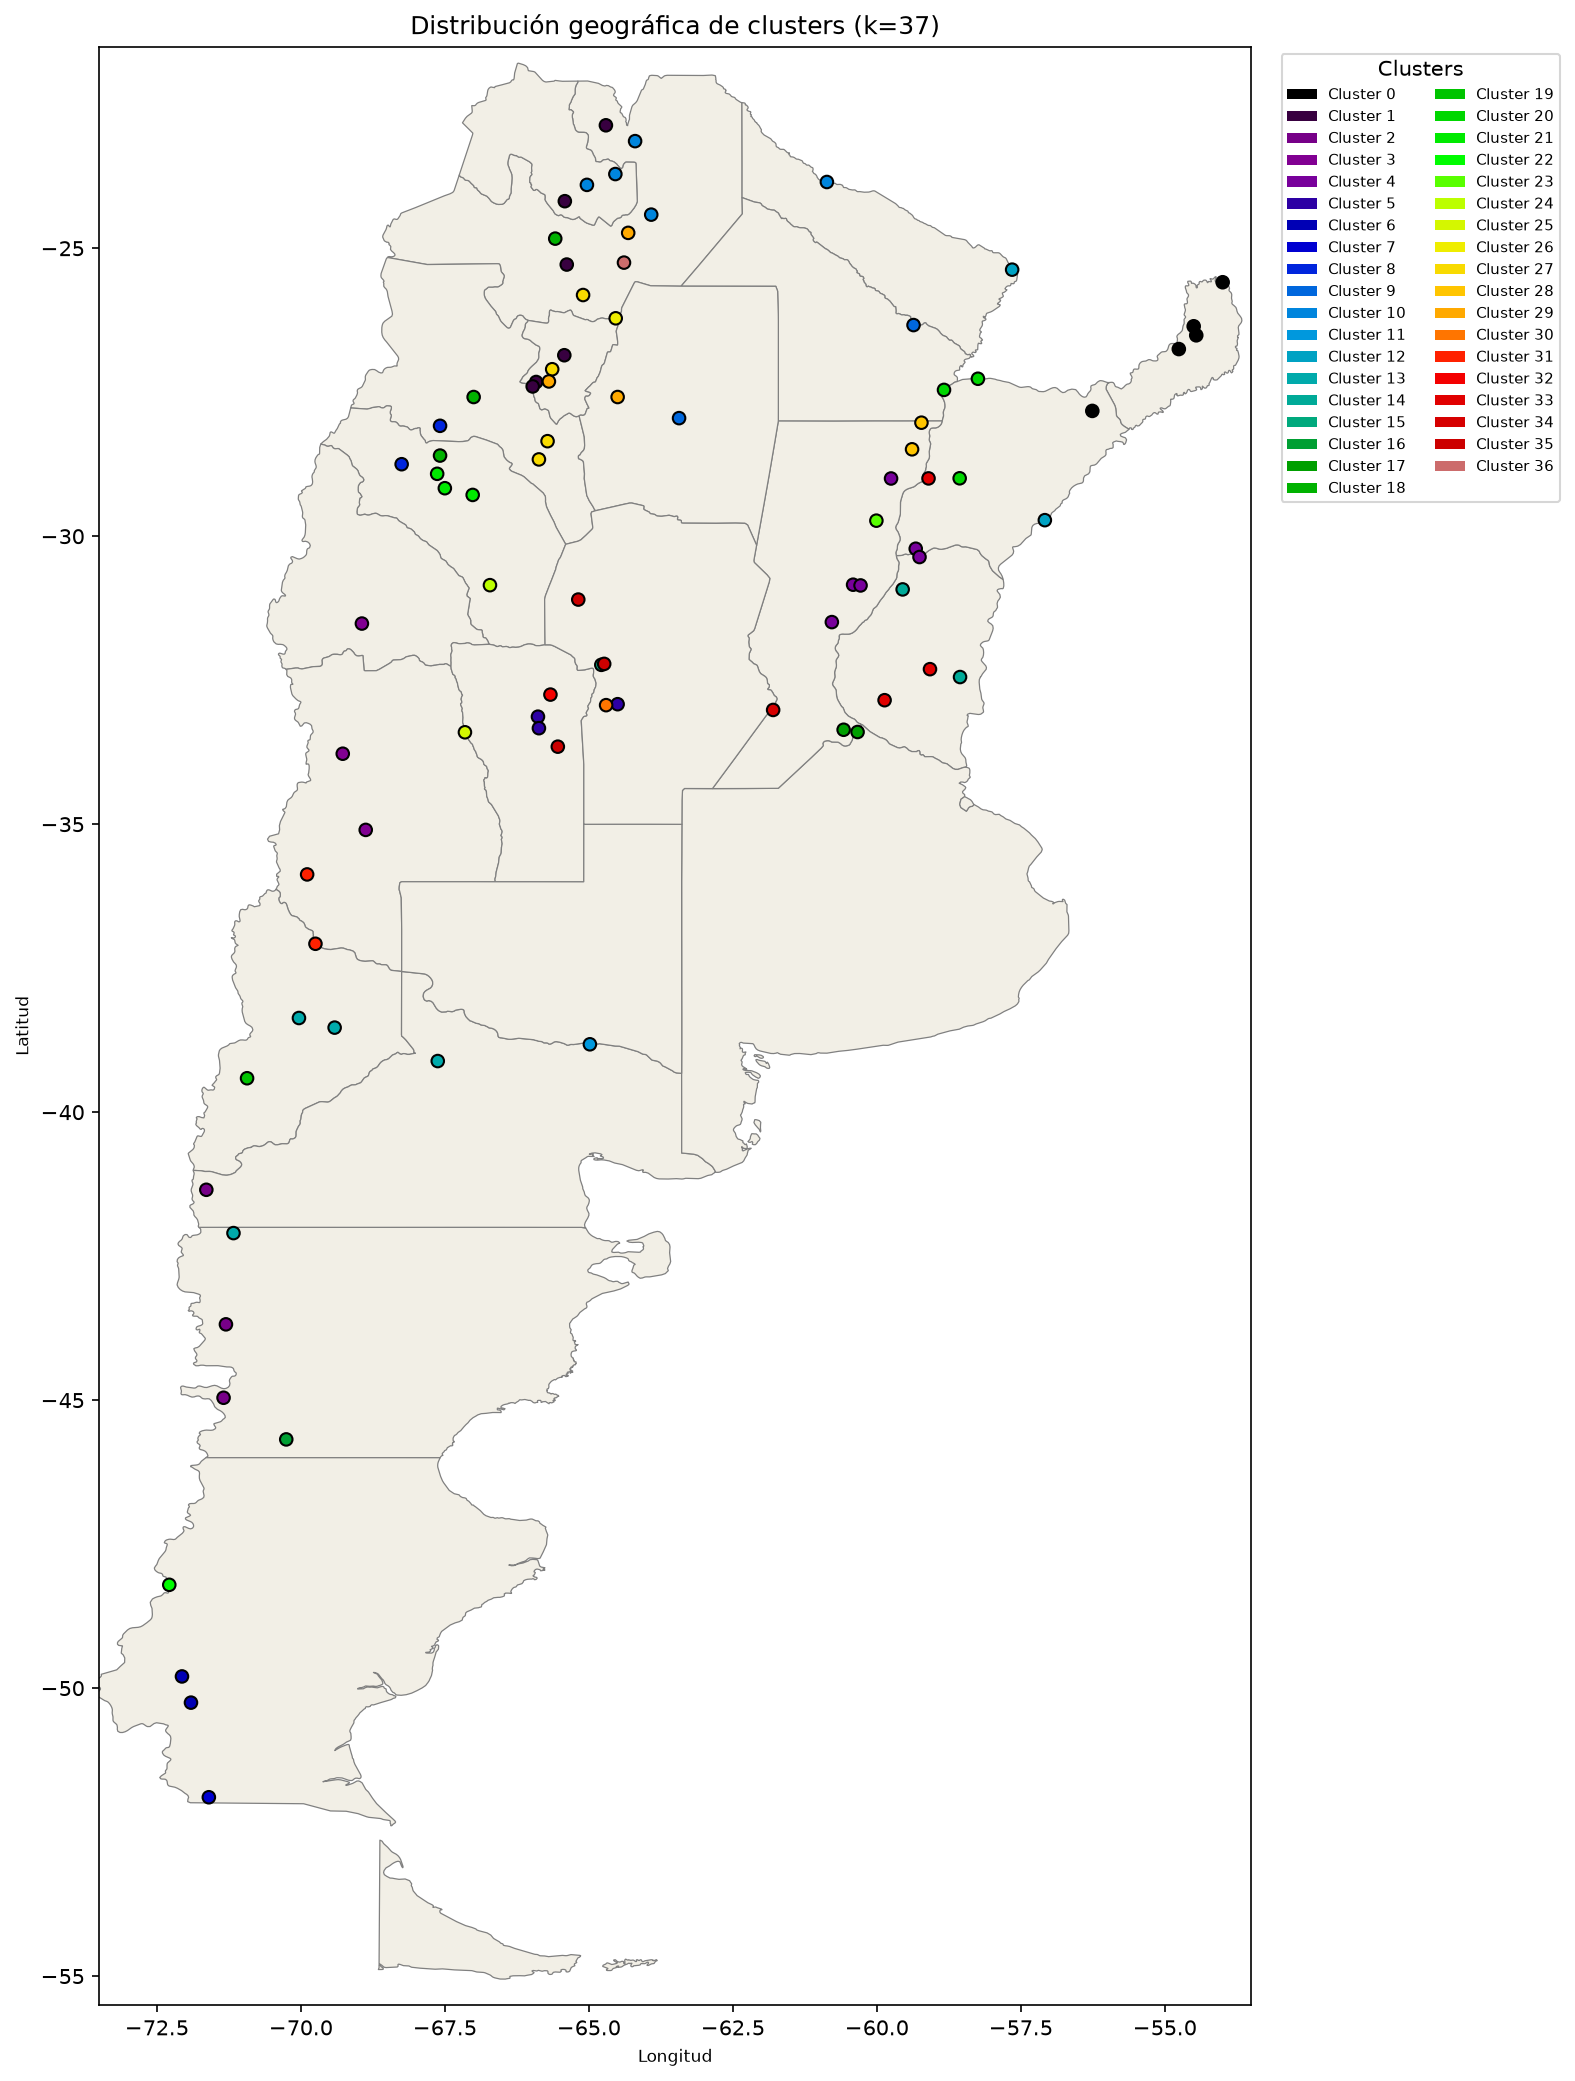 Distribución geográfica de clusters (k=37)
Clusters
Cluster 0
Cluster 1
Cluster 2
Cluster 3
Cluster 4
Cluster 5
Cluster 6
Cluster 7
Cluster 8
Cluster 9
Cluster 10
Cluster 11
Cluster 12
Cluster 13
Cluster 14
Cluster 15
Cluster 16
Cluster 17
Cluster 18
Cluster 19
Cluster 20
Cluster 21
Cluster 22
Cluster 23
Cluster 24
Cluster 25
Cluster 26
Cluster 27
Cluster 28
Cluster 29
Cluster 30
Cluster 31
Cluster 32
Cluster 33
Cluster 34
Cluster 35
Cluster 36
Latitud
−25
−30
−35
−40
−45
−50
−55
−72.5
−70.0
−67.5
−65.0
−62.5
−60.0
−57.5
−55.0
Longitud